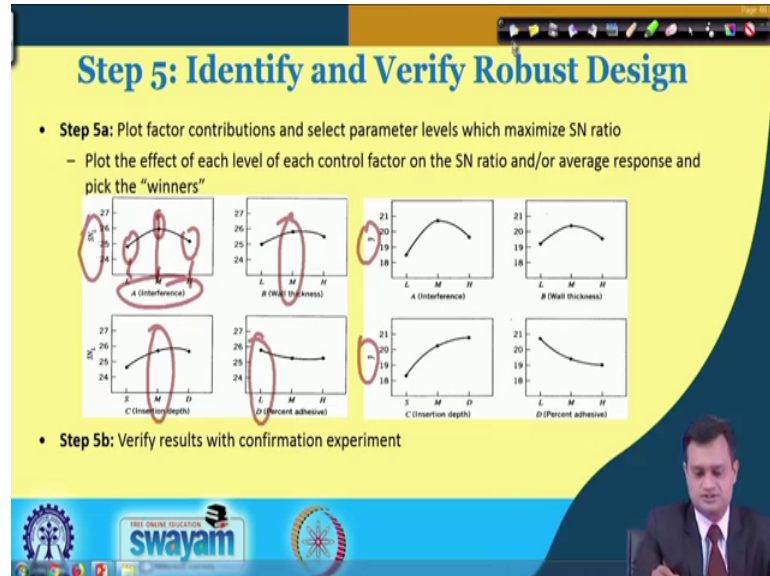 Page 66
Step 5: Identify and Verify Robust Design
• Step 5a: Plot factor contributions and select parameter levels which maximize SN ratio
– Plot the effect of each level of each control factor on the SN ratio and/or average response and
pick the "winners"
27
26
25
24
SN_L
L M H
A (Interference)
27
26
25
24
L M H
B (Wall thickness)
21
20
19
18
L M H
A (Interference)
21
20
19
18
L M H
B (Wall thickness)
27
26
25
24
SN_L
S M D
C (Insertion depth)
27
26
25
24
L M H
D (Percent adhesive)
21
20
19
18
S M D
C (Insertion depth)
21
20
19
18
L M H
D (Percent adhesive)
• Step 5b: Verify results with confirmation experiment
FREE ONLINE EDUCATION
swayam